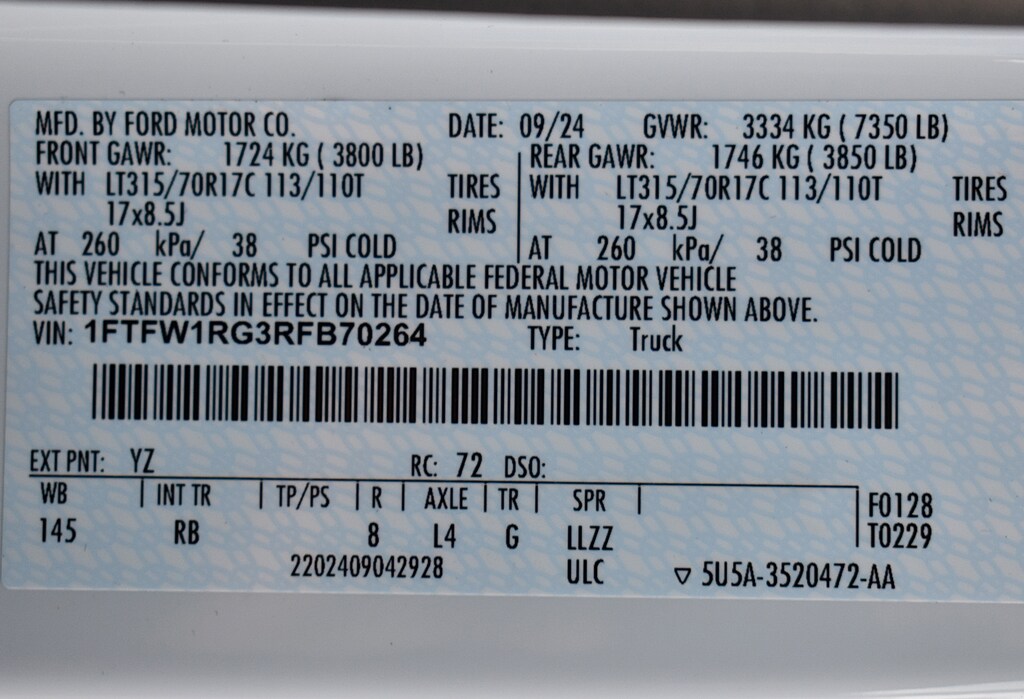 MFD. BY FORD MOTOR CO. DATE: 09/24 GVWR: 3334 KG ( 7350 LB)
FRONT GAWR: 1724 KG ( 3800 LB) REAR GAWR: 1746 KG ( 3850 LB)
WITH LT315/70R17C 113/110T TIRES WITH LT315/70R17C 113/110T TIRES
17x8.5J RIMS 17x8.5J RIMS
AT 260 kPa/ 38 PSI COLD AT 260 kPa/ 38 PSI COLD
THIS VEHICLE CONFORMS TO ALL APPLICABLE FEDERAL MOTOR VEHICLE
SAFETY STANDARDS IN EFFECT ON THE DATE OF MANUFACTURE SHOWN ABOVE.
VIN: 1FTFW1RG3RFB70264 TYPE: Truck
EXT PNT: YZ RC: 72 DSO:
WB INT TR TP/PS R AXLE TR SPR F0128
145 RB 8 L4 G LLZZ T0229
2202409042928 ULC ▽ 5U5A-3520472-AA